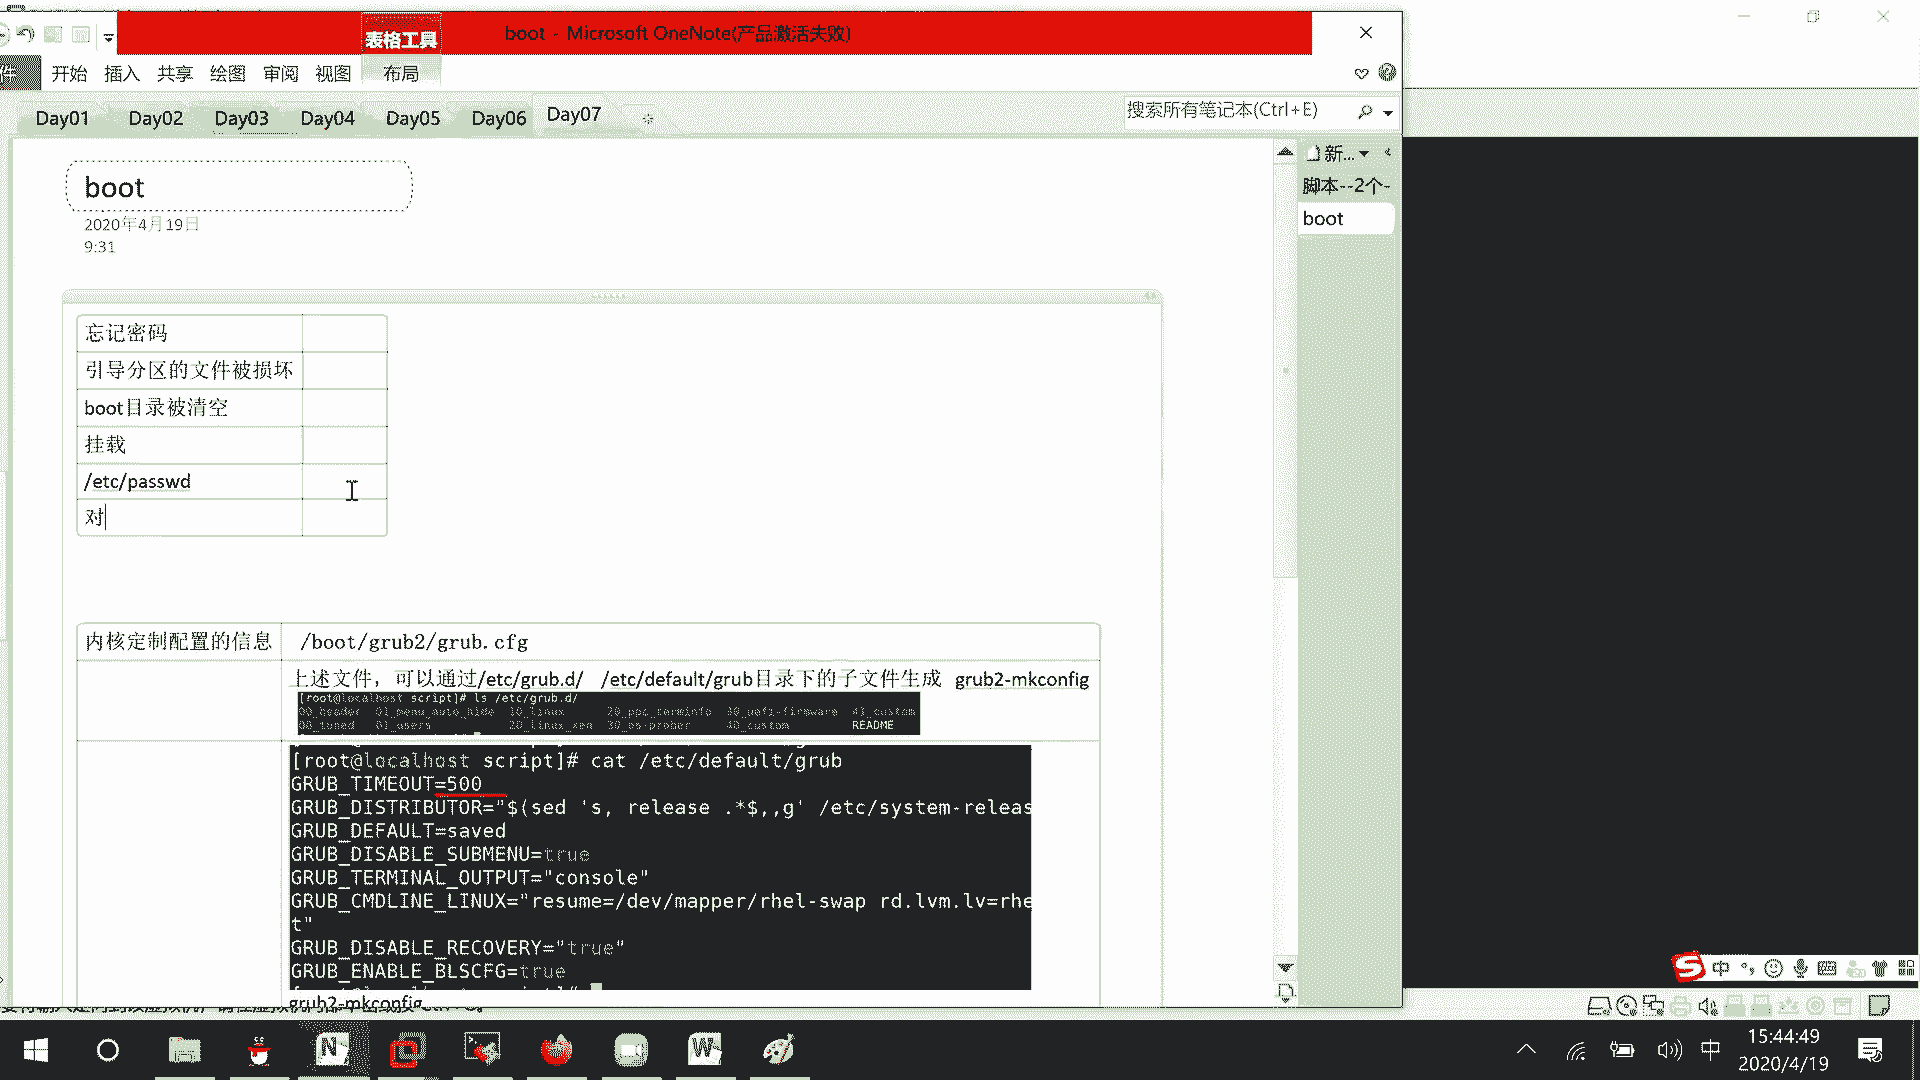 表格工具
boot - Microsoft OneNote(产品激活失败)
件 开始 插入 共享 绘图 审阅 视图 布局
Day01 Day02 Day03 Day04 Day05 Day06 Day07
搜索所有笔记本(Ctrl+E)
新...
脚本--2个-
boot
boot
2020年4月19日
9:31
忘记密码
引导分区的文件被损坏
boot目录被清空
挂载
/etc/passwd
对
内核定制配置的信息 /boot/grub2/grub.cfg
上述文件，可以通过/etc/grub.d/ /etc/default/grub目录下的子文件生成 grub2-mkconfig
[root@localhost script]# ls /etc/grub.d/
00_header 01_menu_auto_hide 10_linux 20_ppc_terminfo 30_uefi-firmware 41_custom
00_tuned 01_users 20_linux_xen 30_os-prober 40_custom README
[root@localhost script]# cat /etc/default/grub
GRUB_TIMEOUT=500
GRUB_DISTRIBUTOR="$(sed 's, release .*$,,g' /etc/system-releas
GRUB_DEFAULT=saved
GRUB_DISABLE_SUBMENU=true
GRUB_TERMINAL_OUTPUT="console"
GRUB_CMDLINE_LINUX="resume=/dev/mapper/rhel-swap rd.lvm.lv=rhe
t"
GRUB_DISABLE_RECOVERY="true"
GRUB_ENABLE_BLSCFG=true
grub2-mkconfig
中
中
15:44:49
2020/4/19